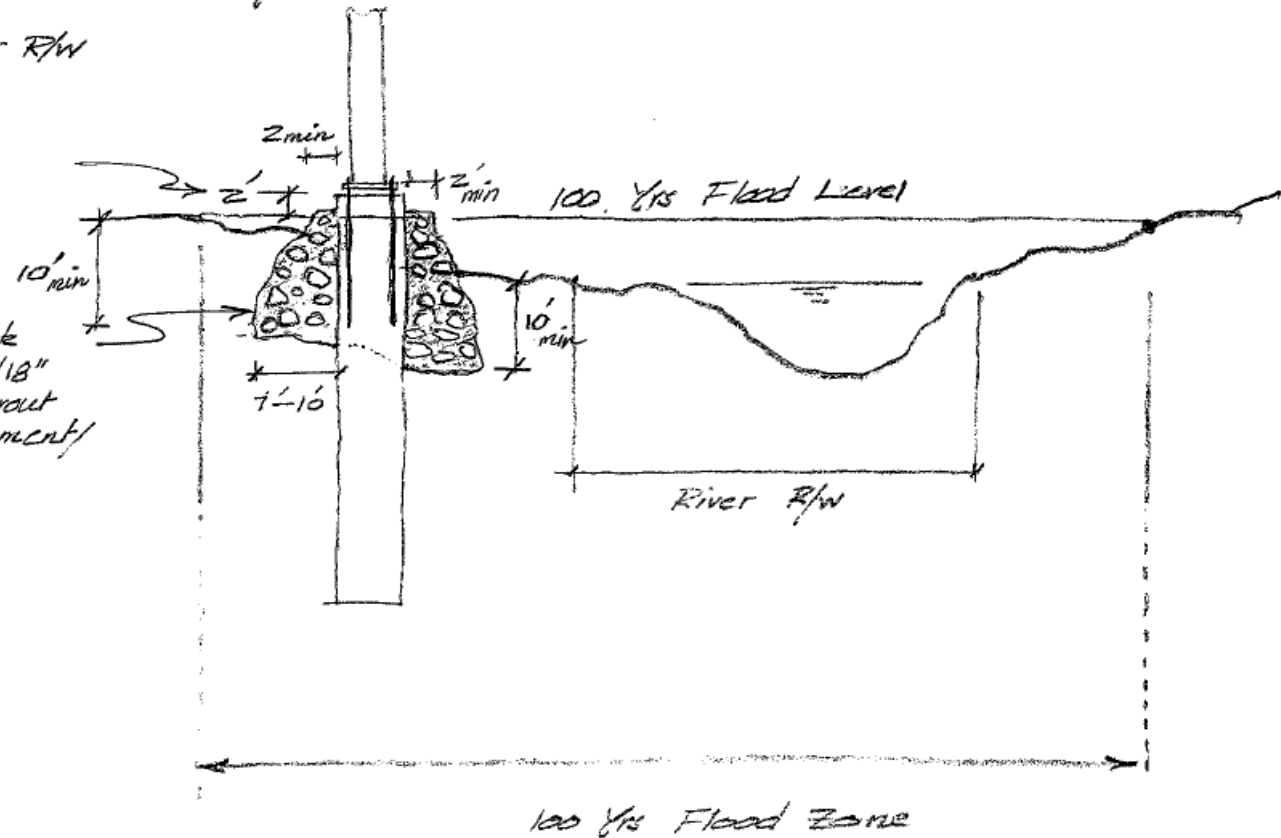 R/W
2min
2'
2'
min
100 Yrs Flood Level
10'
min
10'
min
/18"
7'-10'
River R/W
100 Yrs Flood Zone